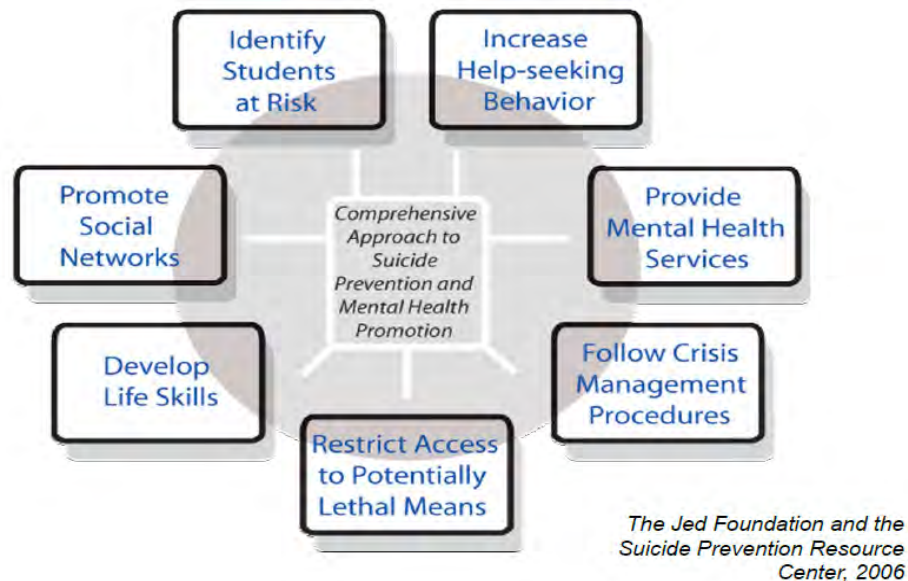 Identify
Students
at Risk
Increase
Help-seeking
Behavior
Promote
Social
Networks
Comprehensive
Approach to
Suicide
Prevention and
Mental Health
Promotion
Provide
Mental Health
Services
Develop
Life Skills
Follow Crisis
Management
Procedures
Restrict Access
to Potentially
Lethal Means
The Jed Foundation and the
Suicide Prevention Resource
Center, 2006